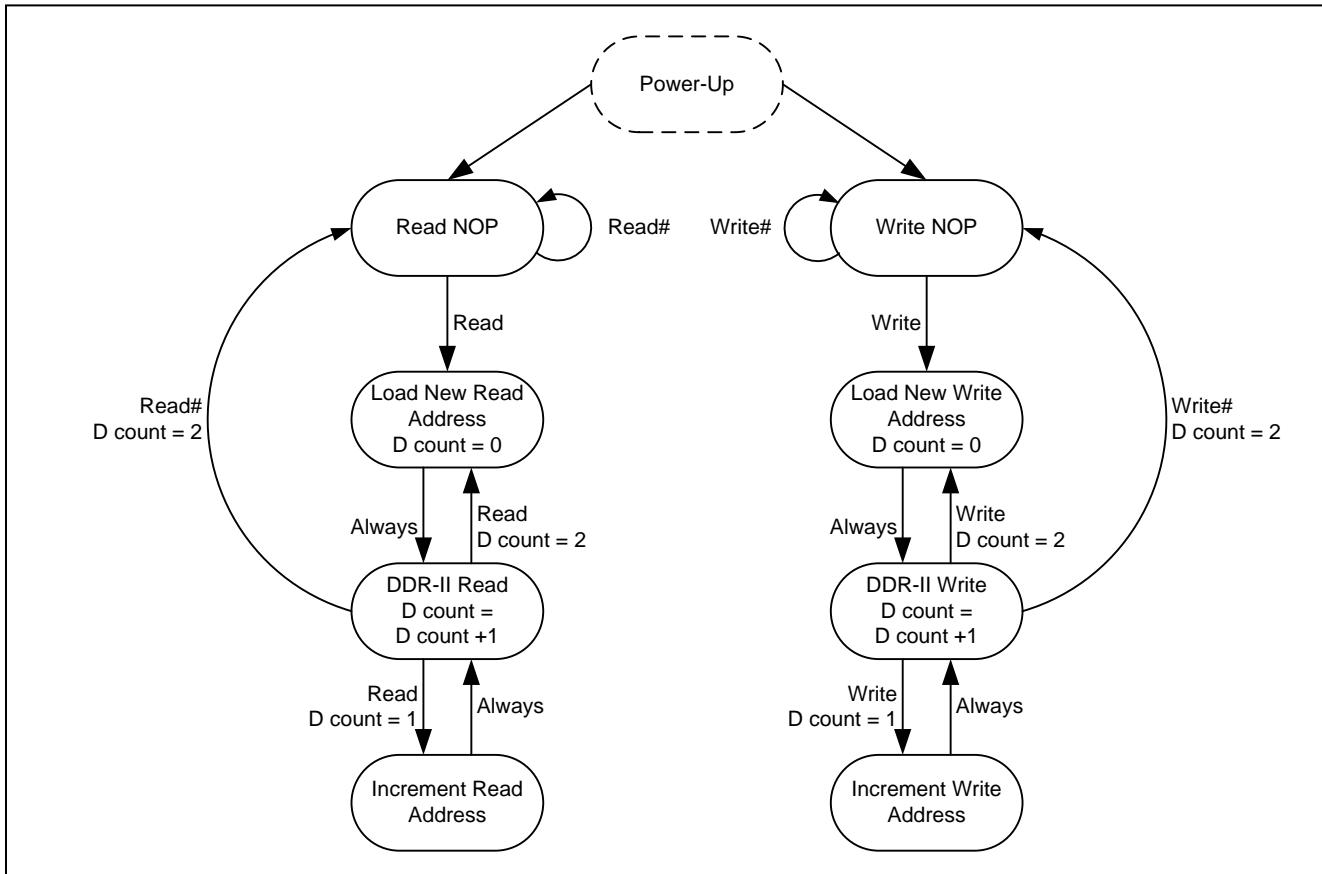 Power-Up
Read NOP
Read#
Write#
Write NOP
Read
Write
Load New Read
Address
D count = 0
Load New Write
Address
D count = 0
Read#
D count = 2
Write#
D count = 2
Always
Read
D count = 2
Always
Write
D count = 2
DDR-II Read
D count =
D count +1
DDR-II Write
D count =
D count +1
Read
D count = 1
Always
Write
D count = 1
Always
Increment Read
Address
Increment Write
Address